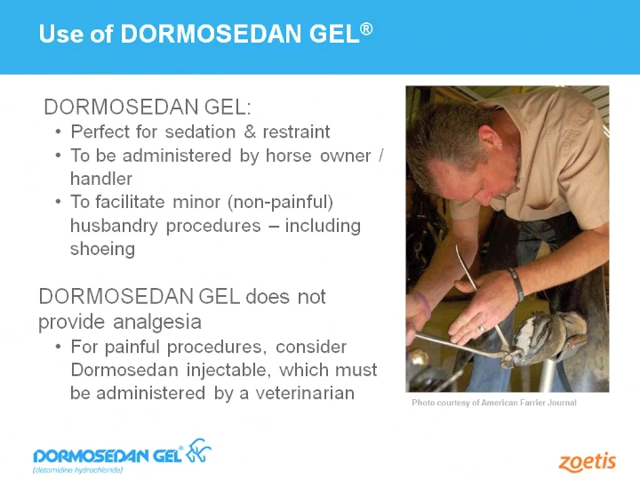 Use of DORMOSEDAN GEL®
DORMOSEDAN GEL:
• Perfect for sedation & restraint
• To be administered by horse owner /
handler
• To facilitate minor (non-painful)
husbandry procedures – including
shoeing
DORMOSEDAN GEL does not
provide analgesia
• For painful procedures, consider
Dormosedan injectable, which must
be administered by a veterinarian
Photo courtesy of American Farrier Journal
DORMOSEDAN GEL®
(detomidine hydrochloride)
zoetis